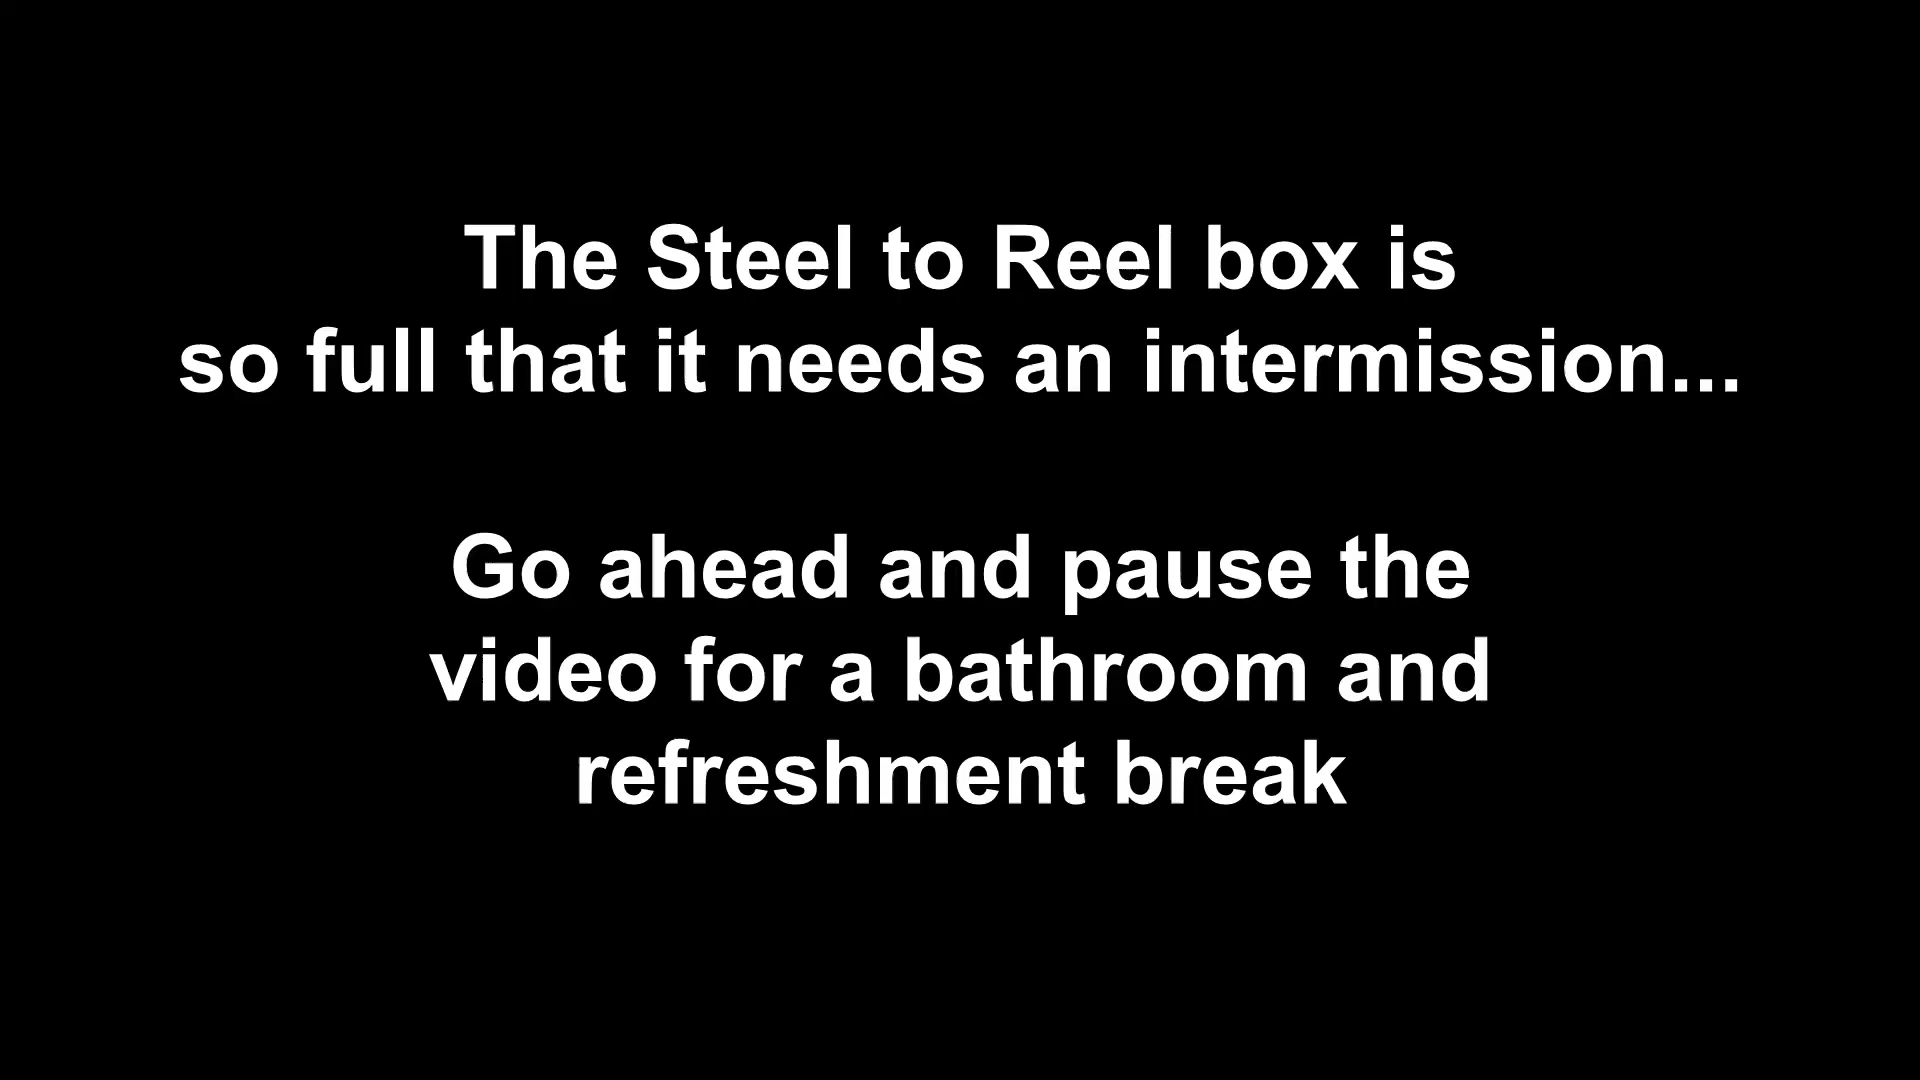 The Steel to Reel box is
so full that it needs an intermission...
Go ahead and pause the
video for a bathroom and
refreshment break